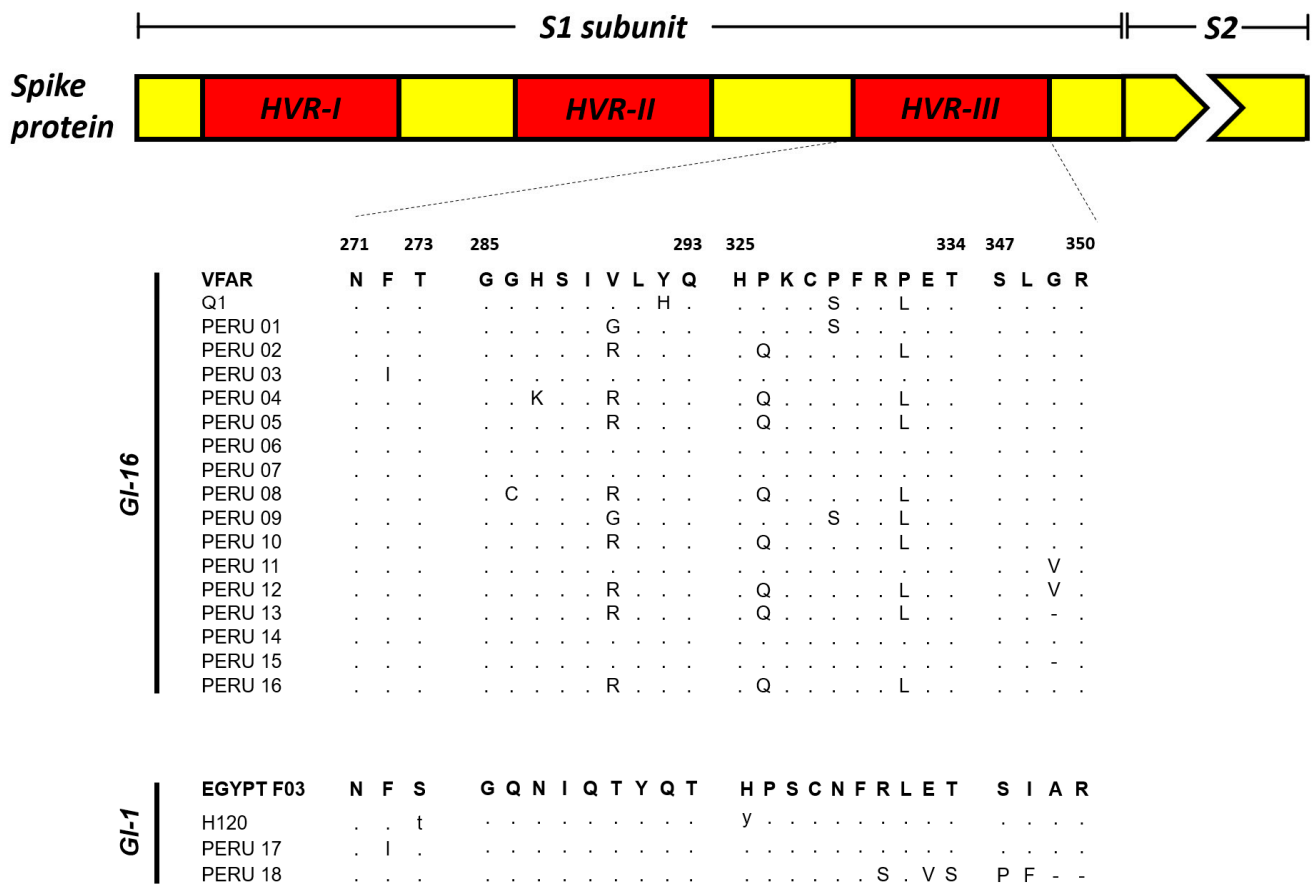 S1 subunit S2
Spike protein
HVR-I HVR-II HVR-III
271 273 285 293 325 334 347 350
GI-16
VFAR N F T G G H S I V L Y Q H P K C P F R P E T S L G R
Q1 . . . . . . . . . . H . . . . . S . . L . . . . . .
PERU 01 . . . . . . . . G . . . . . . . S . . . . . . . . .
PERU 02 . . . . . . . . R . . . . Q . . . . . L . . . . . .
PERU 03 . I . . . . . . . . . . . . . . . . . . . . . . . .
PERU 04 . . . . . K . . R . . . . Q . . . . . L . . . . . .
PERU 05 . . . . . . . . R . . . . Q . . . . . L . . . . . .
PERU 06 . . . . . . . . . . . . . . . . . . . . . . . . . .
PERU 07 . . . . . . . . . . . . . . . . . . . . . . . . . .
PERU 08 . . . . C . . . R . . . . Q . . . . . L . . . . . .
PERU 09 . . . . . . . . G . . . . . . . S . . L . . . . . .
PERU 10 . . . . . . . . R . . . . Q . . . . . L . . . . . .
PERU 11 . . . . . . . . . . . . . . . . . . . . . . . . V .
PERU 12 . . . . . . . . R . . . . Q . . . . . L . . . . V .
PERU 13 . . . . . . . . R . . . . Q . . . . . L . . . . - .
PERU 14 . . . . . . . . . . . . . . . . . . . . . . . . . .
PERU 15 . . . . . . . . . . . . . . . . . . . . . . . . - .
PERU 16 . . . . . . . . R . . . . Q . . . . . L . . . . . .
GI-1
EGYPT F03 N F S G Q N I Q T Y Q T H P S C N F R L E T S I A R
H120 . . t . . . . . . . . . y . . . . . . . . . . . . .
PERU 17 . I . . . . . . . . . . . . . . . . . . . . . . . .
PERU 18 . . . . . . . . . . . . . . . . . . S . V S P F - -